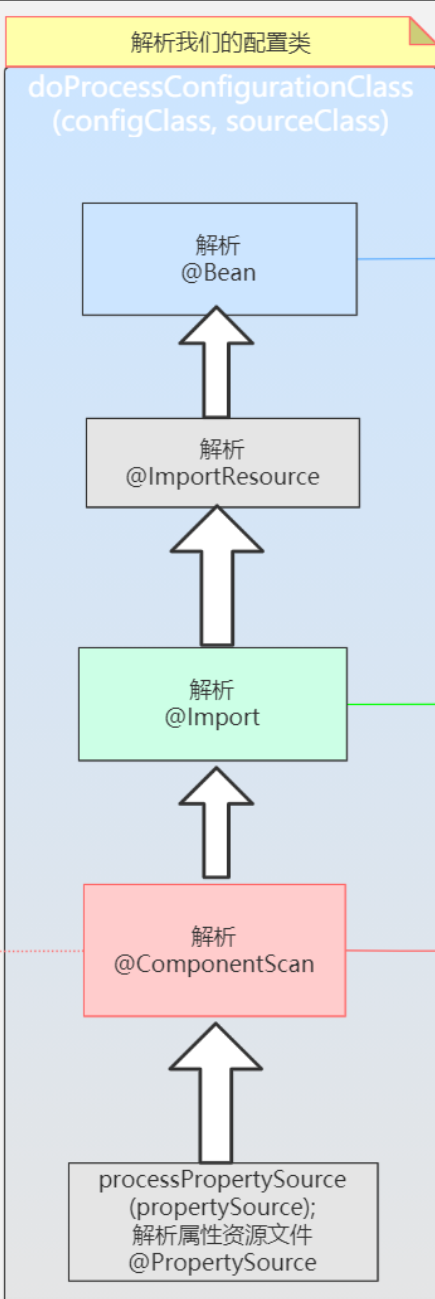 解析我们的配置类
doProcessConfigurationClass
(configClass, sourceClass)
解析
@Bean
解析
@ImportResource
解析
@Import
解析
@ComponentScan
processPropertySource
(propertySource);
解析属性资源文件
@PropertySource